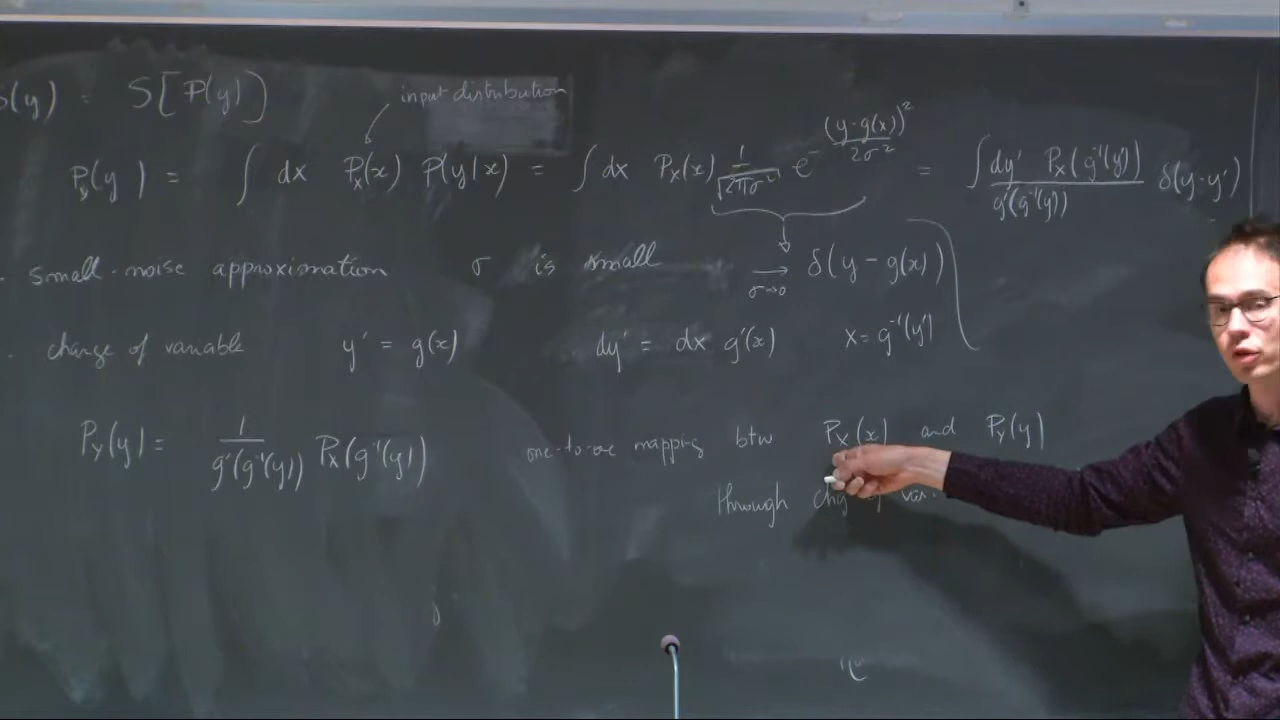 S(y) = S[P(y)]
input distribution
P_y(y) = ∫ dx P_x(x) P(y|x) = ∫ dx P_x(x) 1/√(2πσ²) e^{-(y-g(x))²/2σ²} = ∫ dy' P_x(g⁻¹(y'))/g'(g⁻¹(y')) δ(y-y')
· small-noise approximation σ is small → σ→0 δ(y - g(x))
· change of variable y' = g(x) dy' = dx g'(x) x = g⁻¹(y')
P_Y(y) = 1/g'(g⁻¹(y)) P_X(g⁻¹(y)) one-to-one mapping btw P_X(x) and P_Y(y)
through chg var.